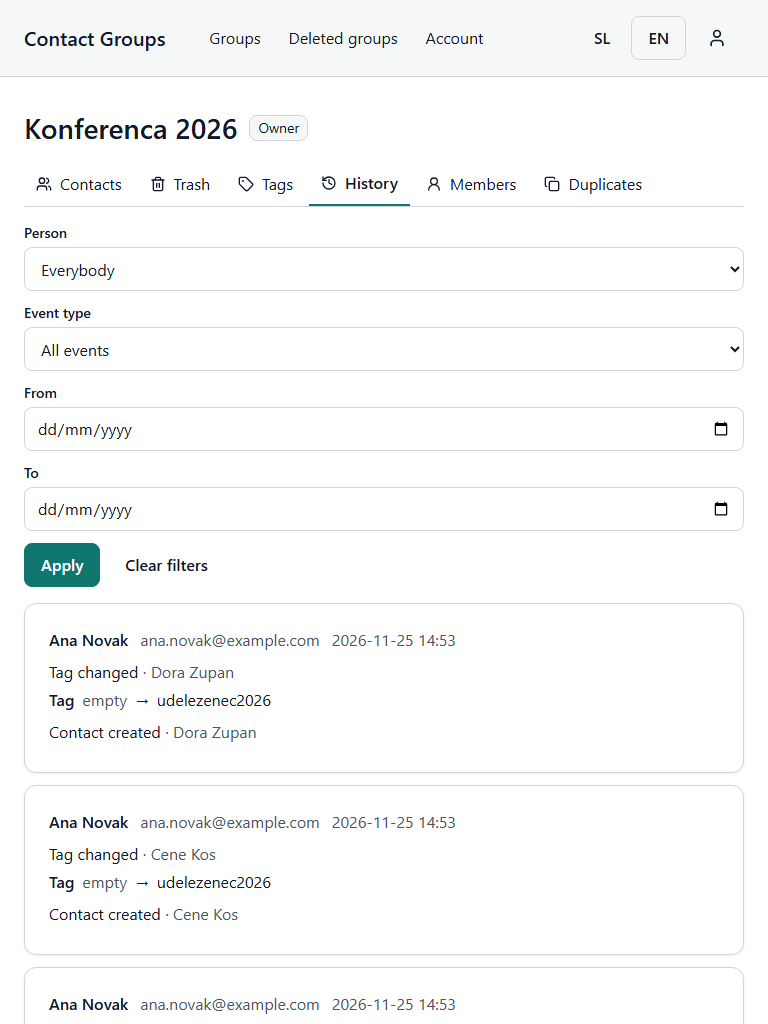 Contact Groups Groups Deleted groups Account SL EN
Konferenca 2026 Owner
Contacts Trash Tags History Members Duplicates
Person
Everybody
Event type
All events
From
dd/mm/yyyy
To
dd/mm/yyyy
Apply Clear filters
Ana Novak ana.novak@example.com 2026-11-25 14:53
Tag changed · Dora Zupan
Tag empty → udelezenec2026
Contact created · Dora Zupan
Ana Novak ana.novak@example.com 2026-11-25 14:53
Tag changed · Cene Kos
Tag empty → udelezenec2026
Contact created · Cene Kos
Ana Novak ana.novak@example.com 2026-11-25 14:53